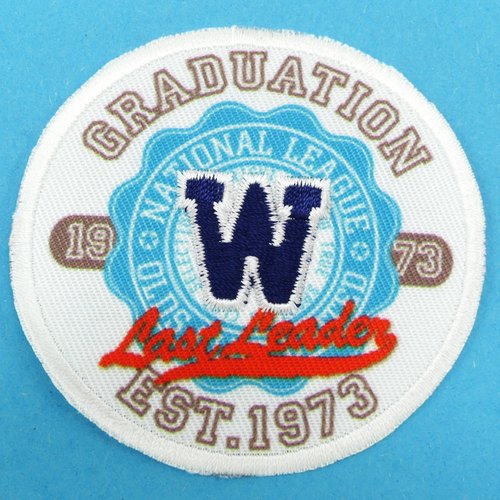 GRADUATION
NATIONAL LEAGUE
19 W 73
Last Leader
EST.1973